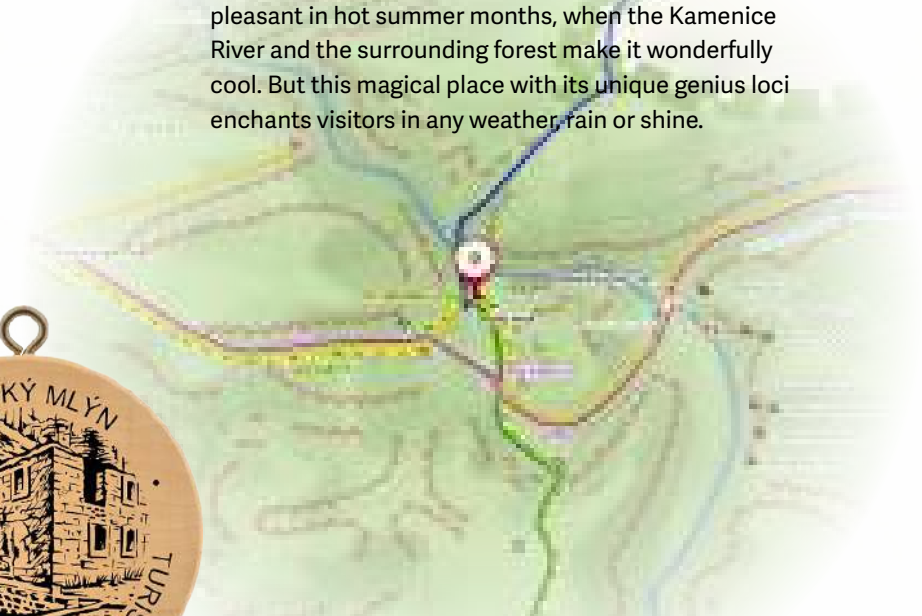 pleasant in hot summer months, when the Kamenice
River and the surrounding forest make it wonderfully
cool. But this magical place with its unique genius loci
enchants visitors in any weather, rain or shine.
KÝ MLÝN
TURIS